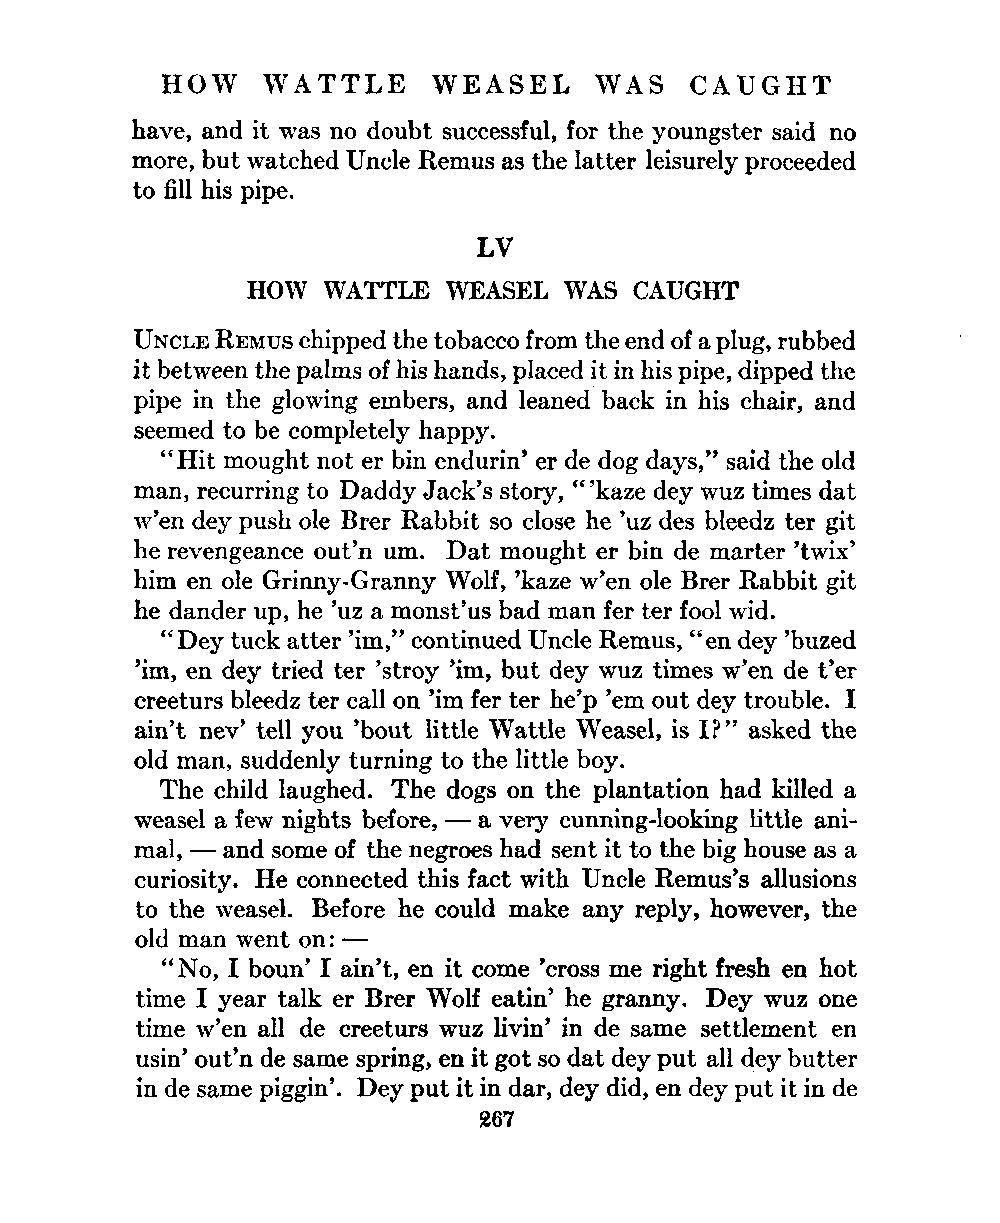 HOW WATTLE WEASEL WAS CAUGHT
have, and it was no doubt successful, for the youngster said no
more, but watched Uncle Remus as the latter leisurely proceeded
to fill his pipe.
LV
HOW WATTLE WEASEL WAS CAUGHT
UNCLE REMUS chipped the tobacco from the end of a plug, rubbed
it between the palms of his hands, placed it in his pipe, dipped the
pipe in the glowing embers, and leaned back in his chair, and
seemed to be completely happy.
"Hit mought not er bin endurin' er de dog days," said the old
man, recurring to Daddy Jack's story, "'kaze dey wuz times dat
w'en dey push ole Brer Rabbit so close he 'uz des bleedz ter git
he revengeance out'n um. Dat mought er bin de marter 'twix'
him en ole Grinny-Granny Wolf, 'kaze w'en ole Brer Rabbit git
he dander up, he 'uz a monst'us bad man fer ter fool wid.
"Dey tuck atter 'im," continued Uncle Remus, "en dey 'buzed
'im, en dey tried ter 'stroy 'im, but dey wuz times w'en de t'er
creeturs bleedz ter call on 'im fer ter he'p 'em out dey trouble. I
ain't nev' tell you 'bout little Wattle Weasel, is I?" asked the
old man, suddenly turning to the little boy.
The child laughed. The dogs on the plantation had killed a
weasel a few nights before, — a very cunning-looking little ani-
mal, — and some of the negroes had sent it to the big house as a
curiosity. He connected this fact with Uncle Remus's allusions
to the weasel. Before he could make any reply, however, the
old man went on: —
"No, I boun' I ain't, en it come 'cross me right fresh en hot
time I year talk er Brer Wolf eatin' he granny. Dey wuz one
time w'en all de creeturs wuz livin' in de same settlement en
usin' out'n de same spring, en it got so dat dey put all dey butter
in de same piggin'. Dey put it in dar, dey did, en dey put it in de
267